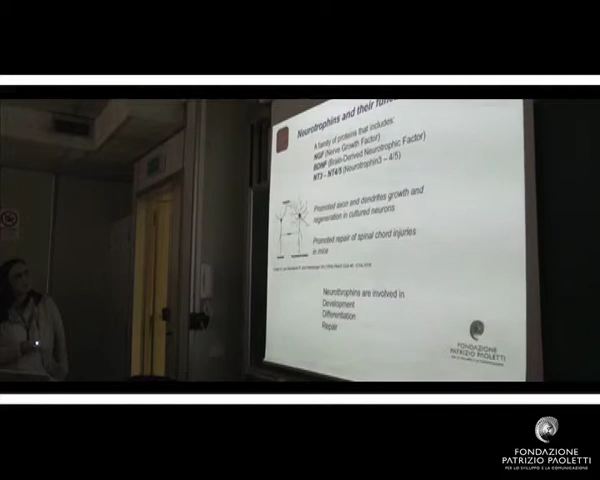 Neurotrophins and their
A family of proteins that includes:
NGF (Nerve Growth Factor)
BDNF (Brain-Derived Neurotrophic Factor)
NT3 – NT4/5 (Neurotrophin3 – 4/5)
Promoted axon and dendrites growth and
regeneration in cultured neurons
Promoted repair of spinal chord injuries
in mice
Neurothrophins are involved in
Development
Differentiation
Repair
FONDAZIONE
PATRIZIO PAOLETTI
FONDAZIONE
PATRIZIO PAOLETTI
PER LO SVILUPPO E LA COMUNICAZIONE